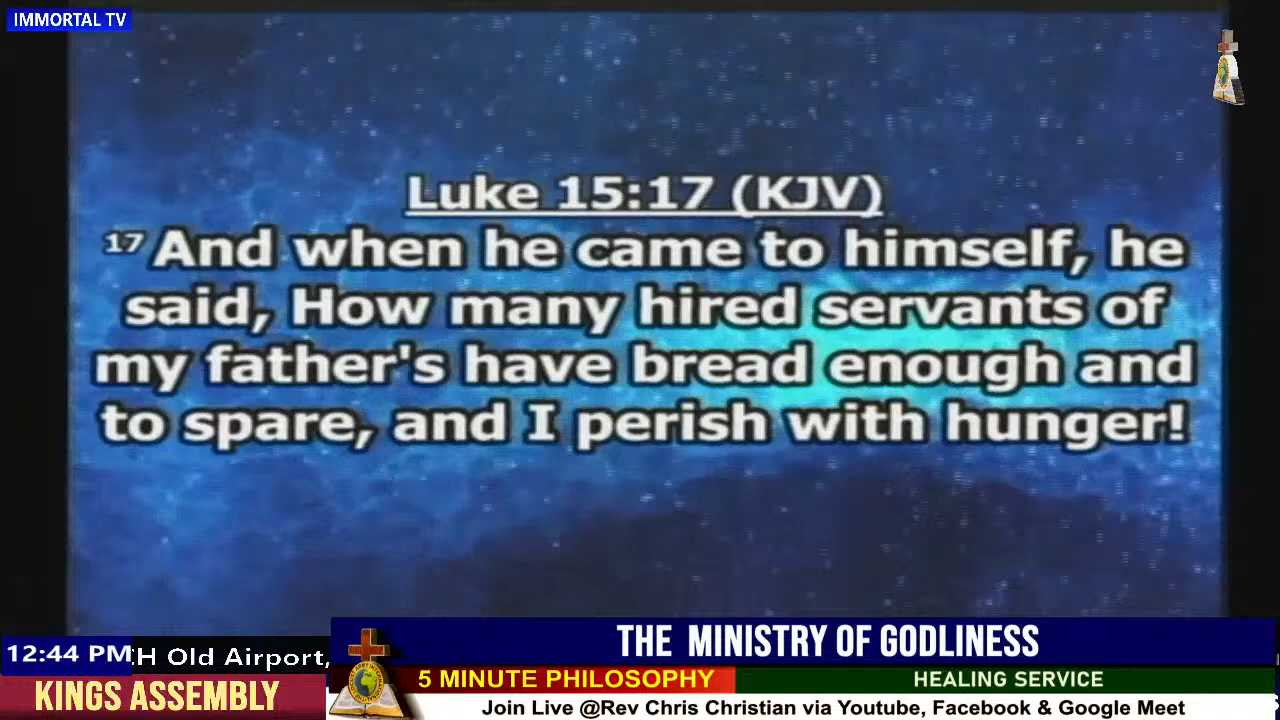 IMMORTAL TV
Luke 15:17 (KJV)
17 And when he came to himself, he
said, How many hired servants of
my father's have bread enough and
to spare, and I perish with hunger!
THE MINISTRY OF GODLINESS
12:44 PM
H Old Airport,
5 MINUTE PHILOSOPHY
HEALING SERVICE
KINGS ASSEMBLY
Join Live @Rev Chris Christian via Youtube, Facebook & Google Meet